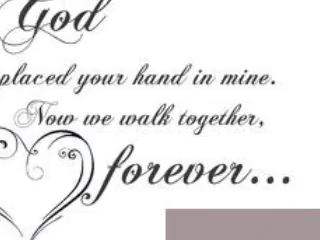 God
placed your hand in mine.
Now we walk together,
forever...